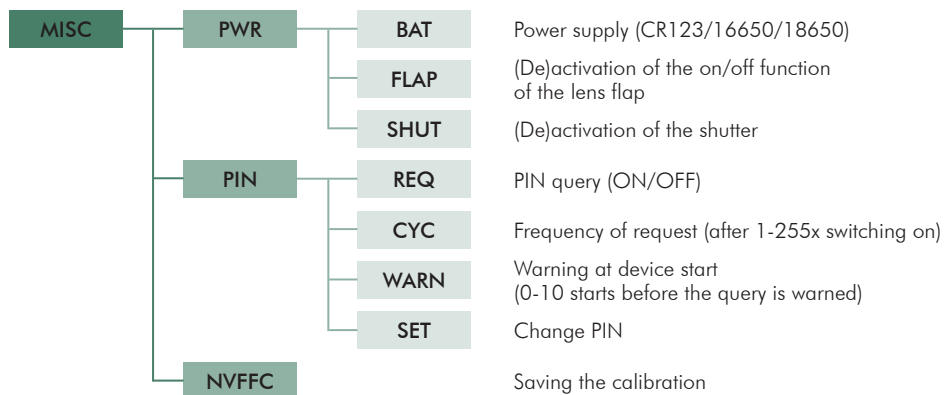 MISC PWR BAT Power supply (CR123/16650/18650)
FLAP (De)activation of the on/off function
of the lens flap
SHUT (De)activation of the shutter
PIN REQ PIN query (ON/OFF)
CYC Frequency of request (after 1-255x switching on)
WARN Warning at device start
(0-10 starts before the query is warned)
SET Change PIN
NVFFC Saving the calibration